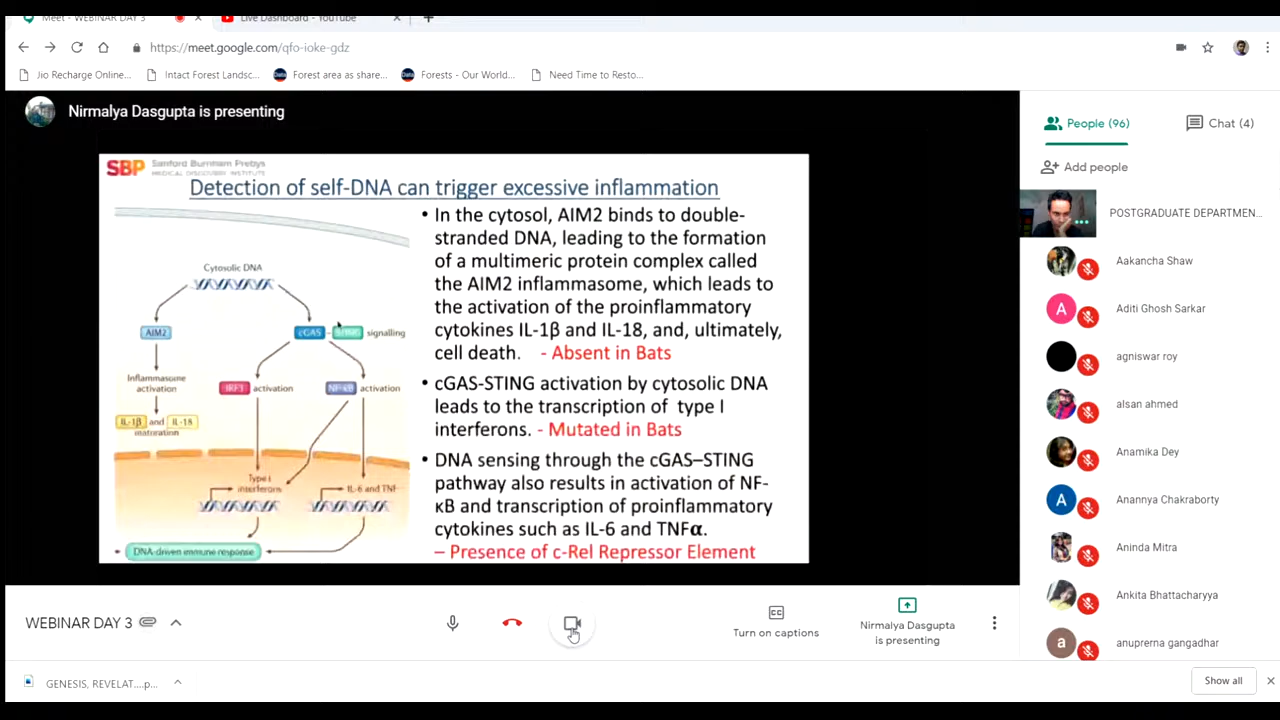 Meet - WEBINAR DAY 3
Live Dashboard - YouTube
https://meet.google.com/qfo-ioke-gdz
Jio Recharge Online...
Intact Forest Landsc...
Forest area as share...
Forests - Our World...
Need Time to Resto...
Nirmalya Dasgupta is presenting
People (96)
Chat (4)
Add people
SBP
Sanford Burnham Prebys
MEDICAL DISCOVERY INSTITUTE
Detection of self-DNA can trigger excessive inflammation
Cytosolic DNA
AIM2
cGAS - STING signalling
Inflammasome
activation
IRF3 activation
NF-κB activation
IL-1β and IL-18
maturation
Type I
interferons
IL-6 and TNF
DNA-driven immune response
• In the cytosol, AIM2 binds to double-
stranded DNA, leading to the formation
of a multimeric protein complex called
the AIM2 inflammasome, which leads to
the activation of the proinflammatory
cytokines IL-1β and IL-18, and, ultimately,
cell death. - Absent in Bats
• cGAS-STING activation by cytosolic DNA
leads to the transcription of type I
interferons. - Mutated in Bats
• DNA sensing through the cGAS–STING
pathway also results in activation of NF-
κB and transcription of proinflammatory
cytokines such as IL-6 and TNFα.
– Presence of c-Rel Repressor Element
POSTGRADUATE DEPARTMEN...
Aakancha Shaw
A
Aditi Ghosh Sarkar
agniswar roy
alsan ahmed
Anamika Dey
A
Anannya Chakraborty
Aninda Mitra
Ankita Bhattacharyya
a
anuprerna gangadhar
WEBINAR DAY 3
Turn on captions
Nirmalya Dasgupta
is presenting
GENESIS, REVELAT....p...
Show all